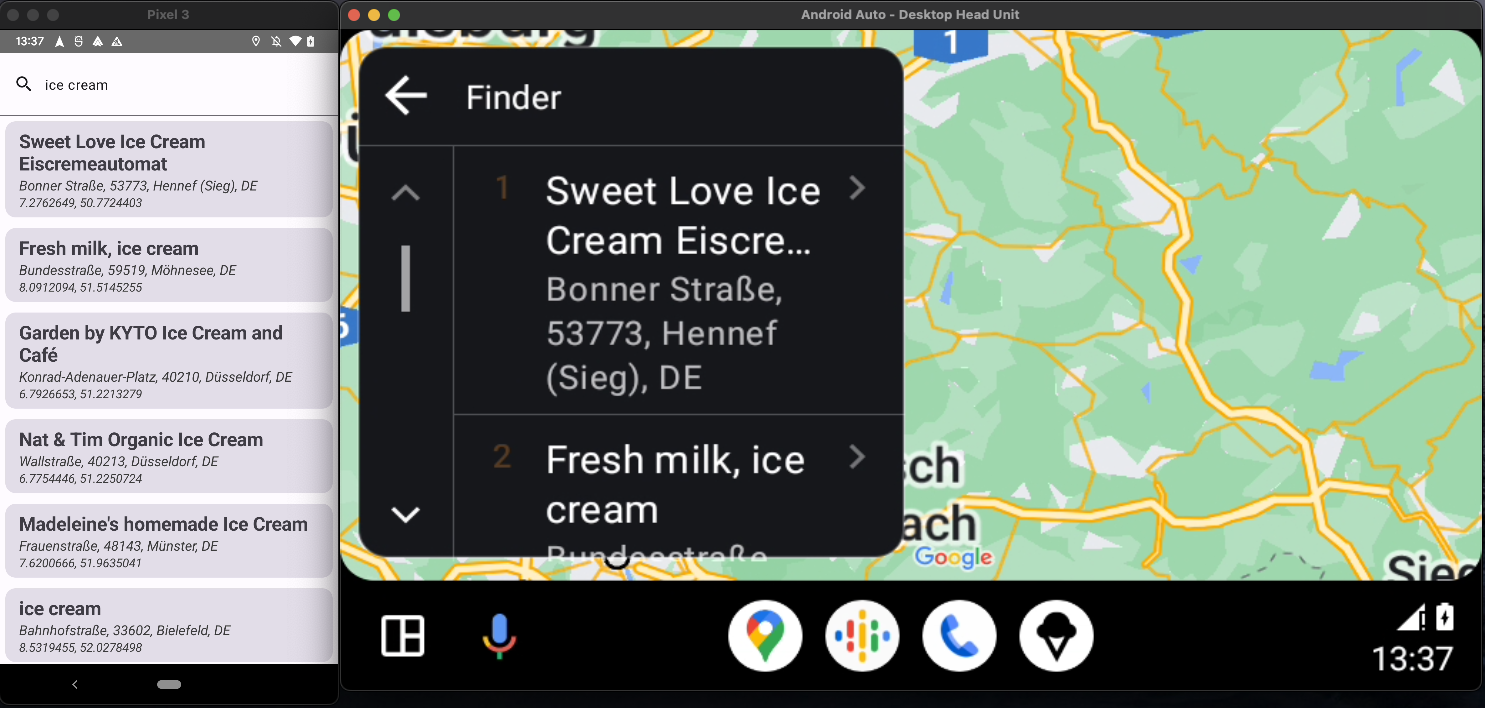 Pixel 3
13:37
ice cream
Sweet Love Ice Cream
Eiscremeautomat
Bonner Straße, 53773, Hennef (Sieg), DE
7.2762649, 50.7724403
Fresh milk, ice cream
Bundesstraße, 59519, Möhnesee, DE
8.0912094, 51.5145255
Garden by KYTO Ice Cream and
Café
Konrad-Adenauer-Platz, 40210, Düsseldorf, DE
6.7926653, 51.2213279
Nat & Tim Organic Ice Cream
Wallstraße, 40213, Düsseldorf, DE
6.7754446, 51.2250724
Madeleine's homemade Ice Cream
Frauenstraße, 48143, Münster, DE
7.6200666, 51.9635041
ice cream
Bahnhofstraße, 33602, Bielefeld, DE
8.5319455, 52.0278498
Android Auto - Desktop Head Unit
1
Finder
1
Sweet Love Ice
Cream Eiscre…
Bonner Straße,
53773, Hennef
(Sieg), DE
2
Fresh milk, ice
cream
Bundesstraße
sch
ach
Google
Sieg
13:37